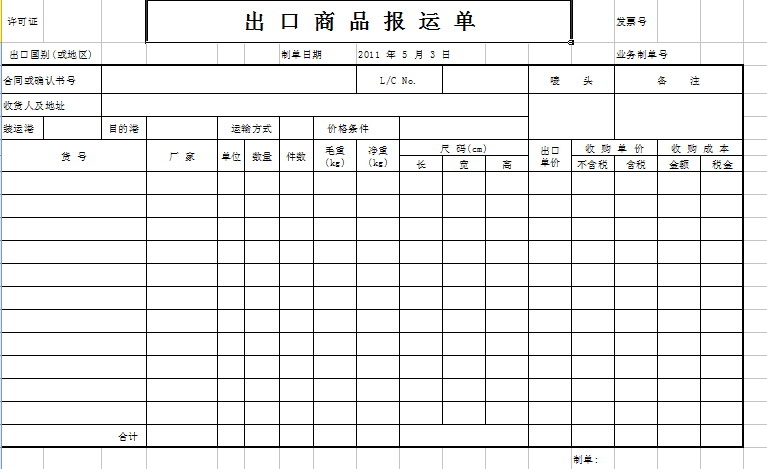 许可证 出 口 商 品 报 运 单 发票号
出口国别(或地区) 制单日期 2011 年 5 月 3 日 业务制单号
合同或确认书号 L/C No. 唛 头 备 注
收货人及地址
装运港 目的港 运输方式 价格条件
货 号 厂 家 单位 数量 件数 毛重(kg) 净重(kg) 尺 码(cm) 出口单价 收 购 单 价 收 购 成 本
长 宽 高 不含税 含税 金额 税金
合计
制单: